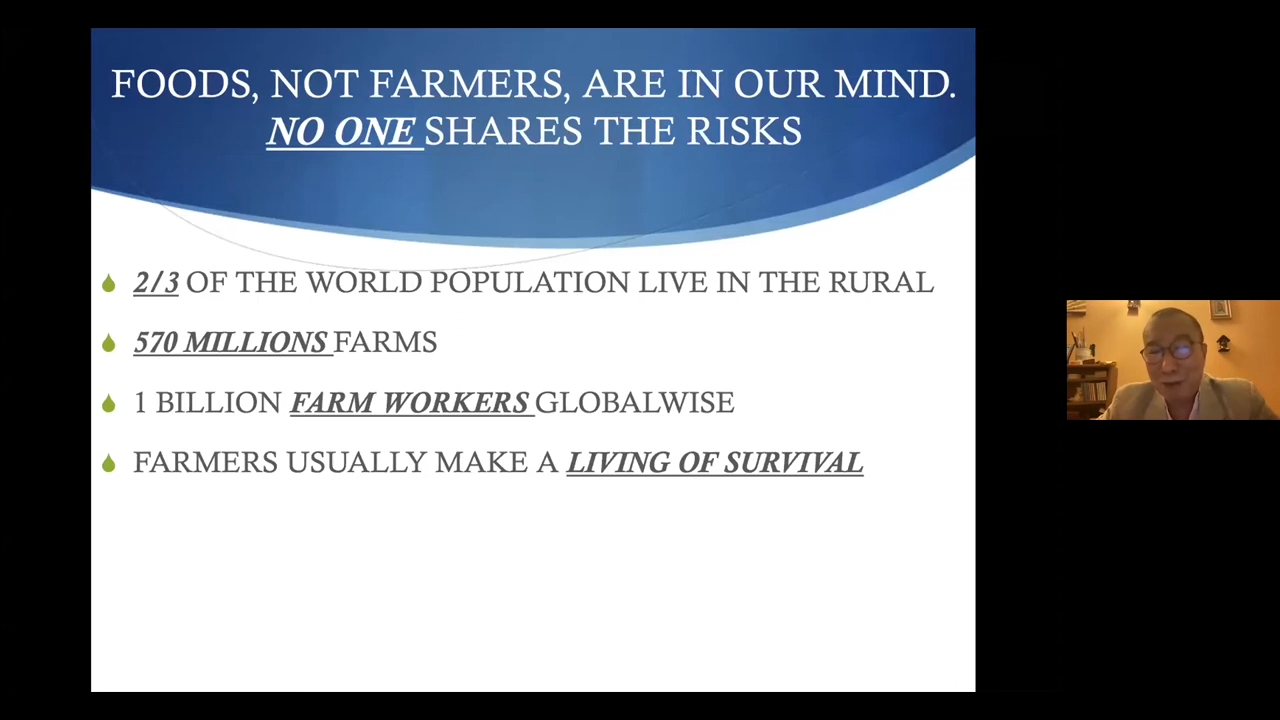 FOODS, NOT FARMERS, ARE IN OUR MIND.
NO ONE SHARES THE RISKS
2/3 OF THE WORLD POPULATION LIVE IN THE RURAL
570 MILLIONS FARMS
1 BILLION FARM WORKERS GLOBALWISE
FARMERS USUALLY MAKE A LIVING OF SURVIVAL